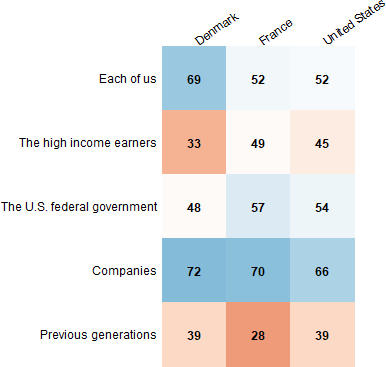 Denmark France United States
Each of us 69 52 52
The high income earners 33 49 45
The U.S. federal government 48 57 54
Companies 72 70 66
Previous generations 39 28 39